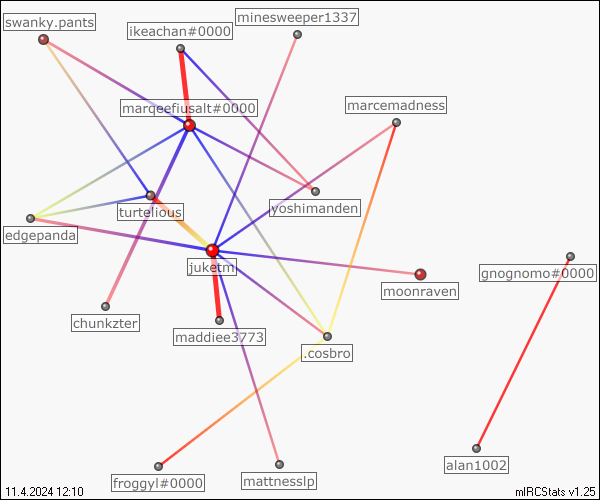 swanky.pants
ikeachan#0000
minesweeper1337
marqeefiusalt#0000
marcemadness
turtelious
yoshimanden
edgepanda
juketm
gnognomo#0000
moonraven
chunkzter
maddiee3773
.cosbro
froggyl#0000
mattnesslp
alan1002
11.4.2024 12:10
mIRCStats v1.25